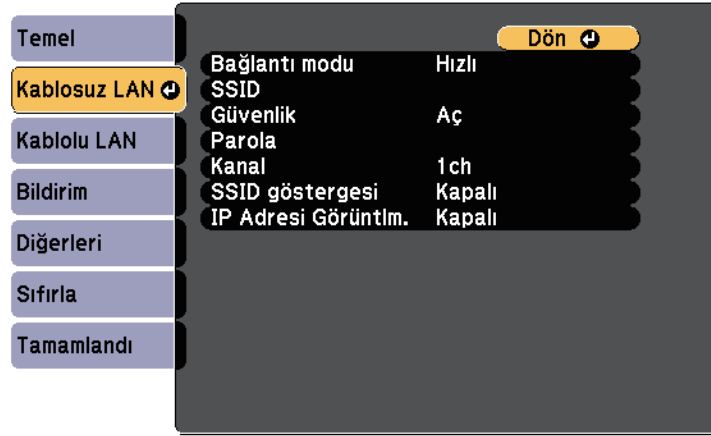 Temel
Kablosuz LAN
Kablolu LAN
Bildirim
Diğerleri
Sıfırla
Tamamlandı
Dön
Bağlantı modu Hızlı
SSID
Güvenlik Aç
Parola
Kanal 1ch
SSID göstergesi Kapalı
IP Adresi Görüntlm. Kapalı